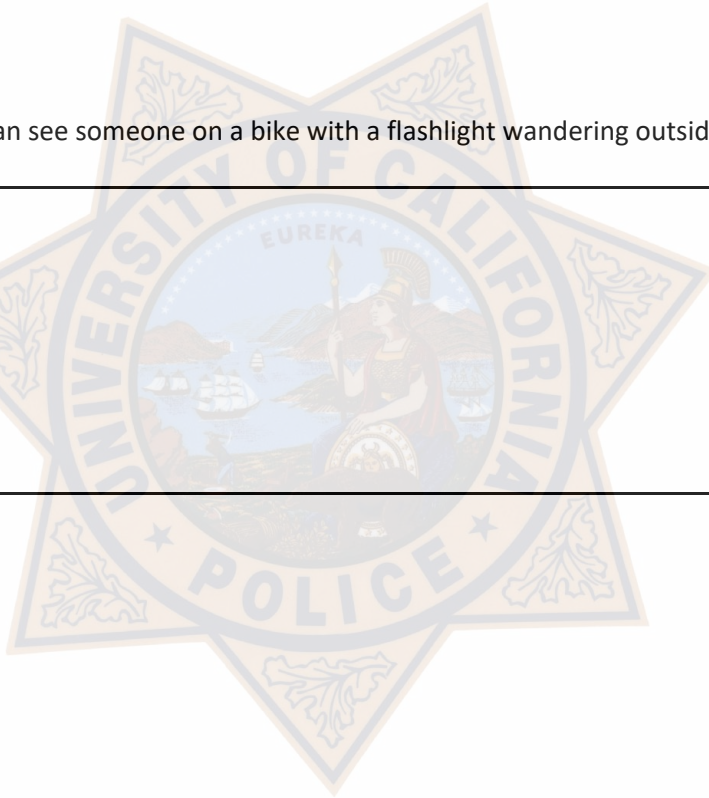 an see someone on a bike with a flashlight wandering outsid
EUREKA
UNIVERSITY OF CALIFORNIA
POLICE